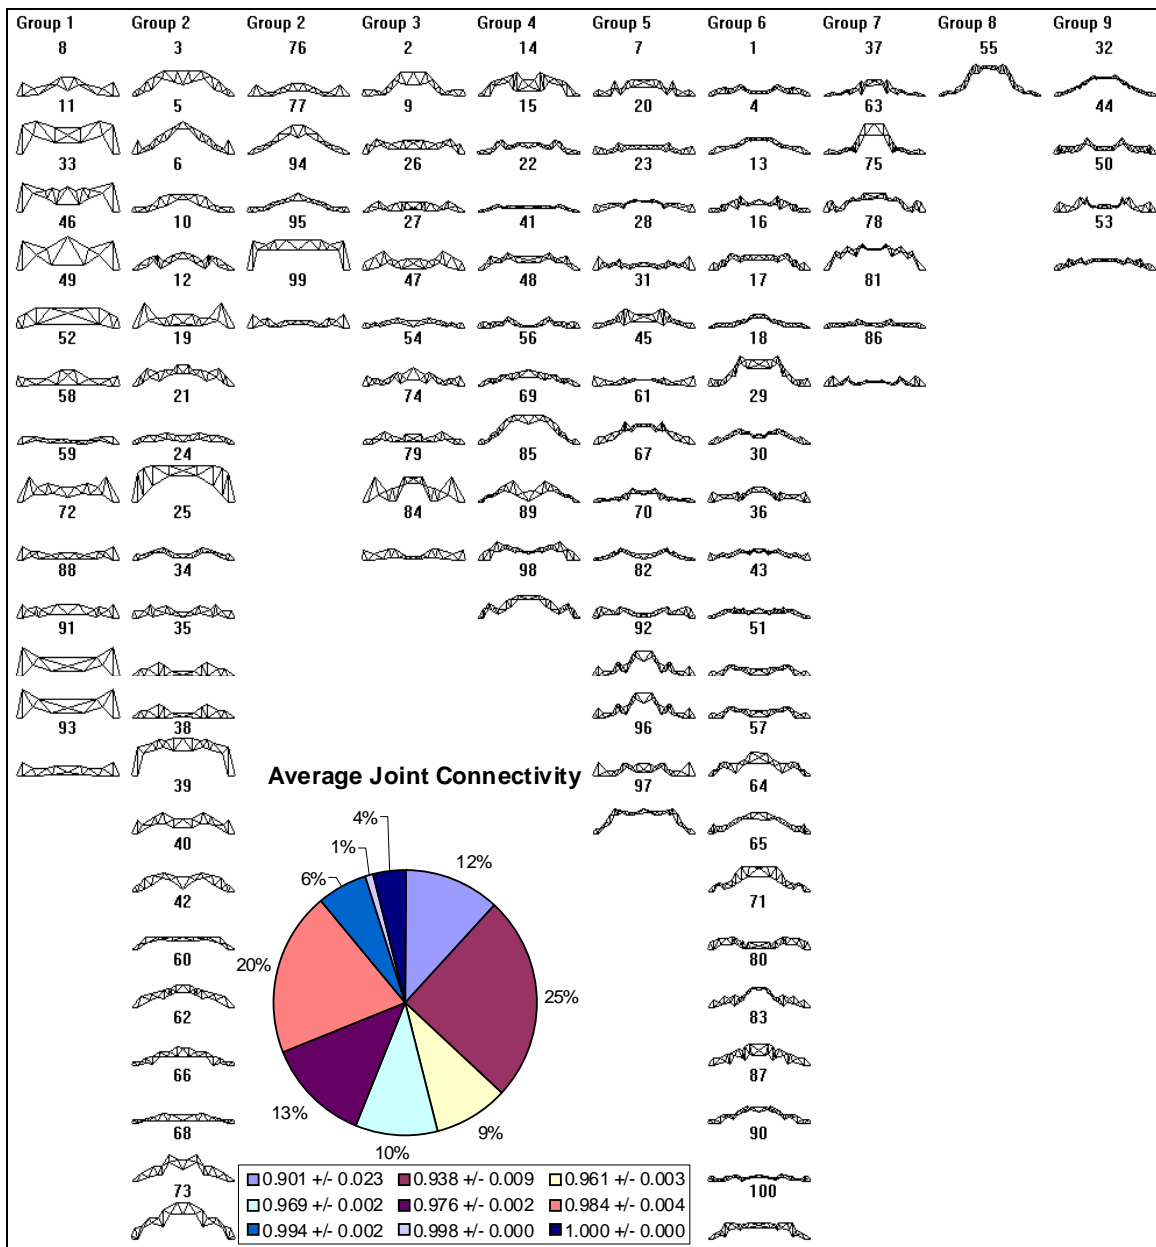 Group 1 Group 2 Group 2 Group 3 Group 4 Group 5 Group 6 Group 7 Group 8 Group 9
8 3 76 2 14 7 1 37 55 32
11 5 77 9 15 20 4 63 44
33 6 94 26 22 23 13 75 50
46 10 95 27 41 28 16 78 53
49 12 99 47 48 31 17 81
52 19 54 56 45 18 86
58 21 74 69 61 29
59 24 79 85 67 30
72 25 84 89 70 36
88 34 98 82 43
91 35 92 51
93 38 96 57
39 97 64
40 65
42 71
60 80
62 83
66 87
68 90
73 100
Average Joint Connectivity
4%
1%
6%
12%
20%
25%
13%
10%
9%
0.901 +/- 0.023 0.938 +/- 0.009 0.961 +/- 0.003
0.969 +/- 0.002 0.976 +/- 0.002 0.984 +/- 0.004
0.994 +/- 0.002 0.998 +/- 0.000 1.000 +/- 0.000